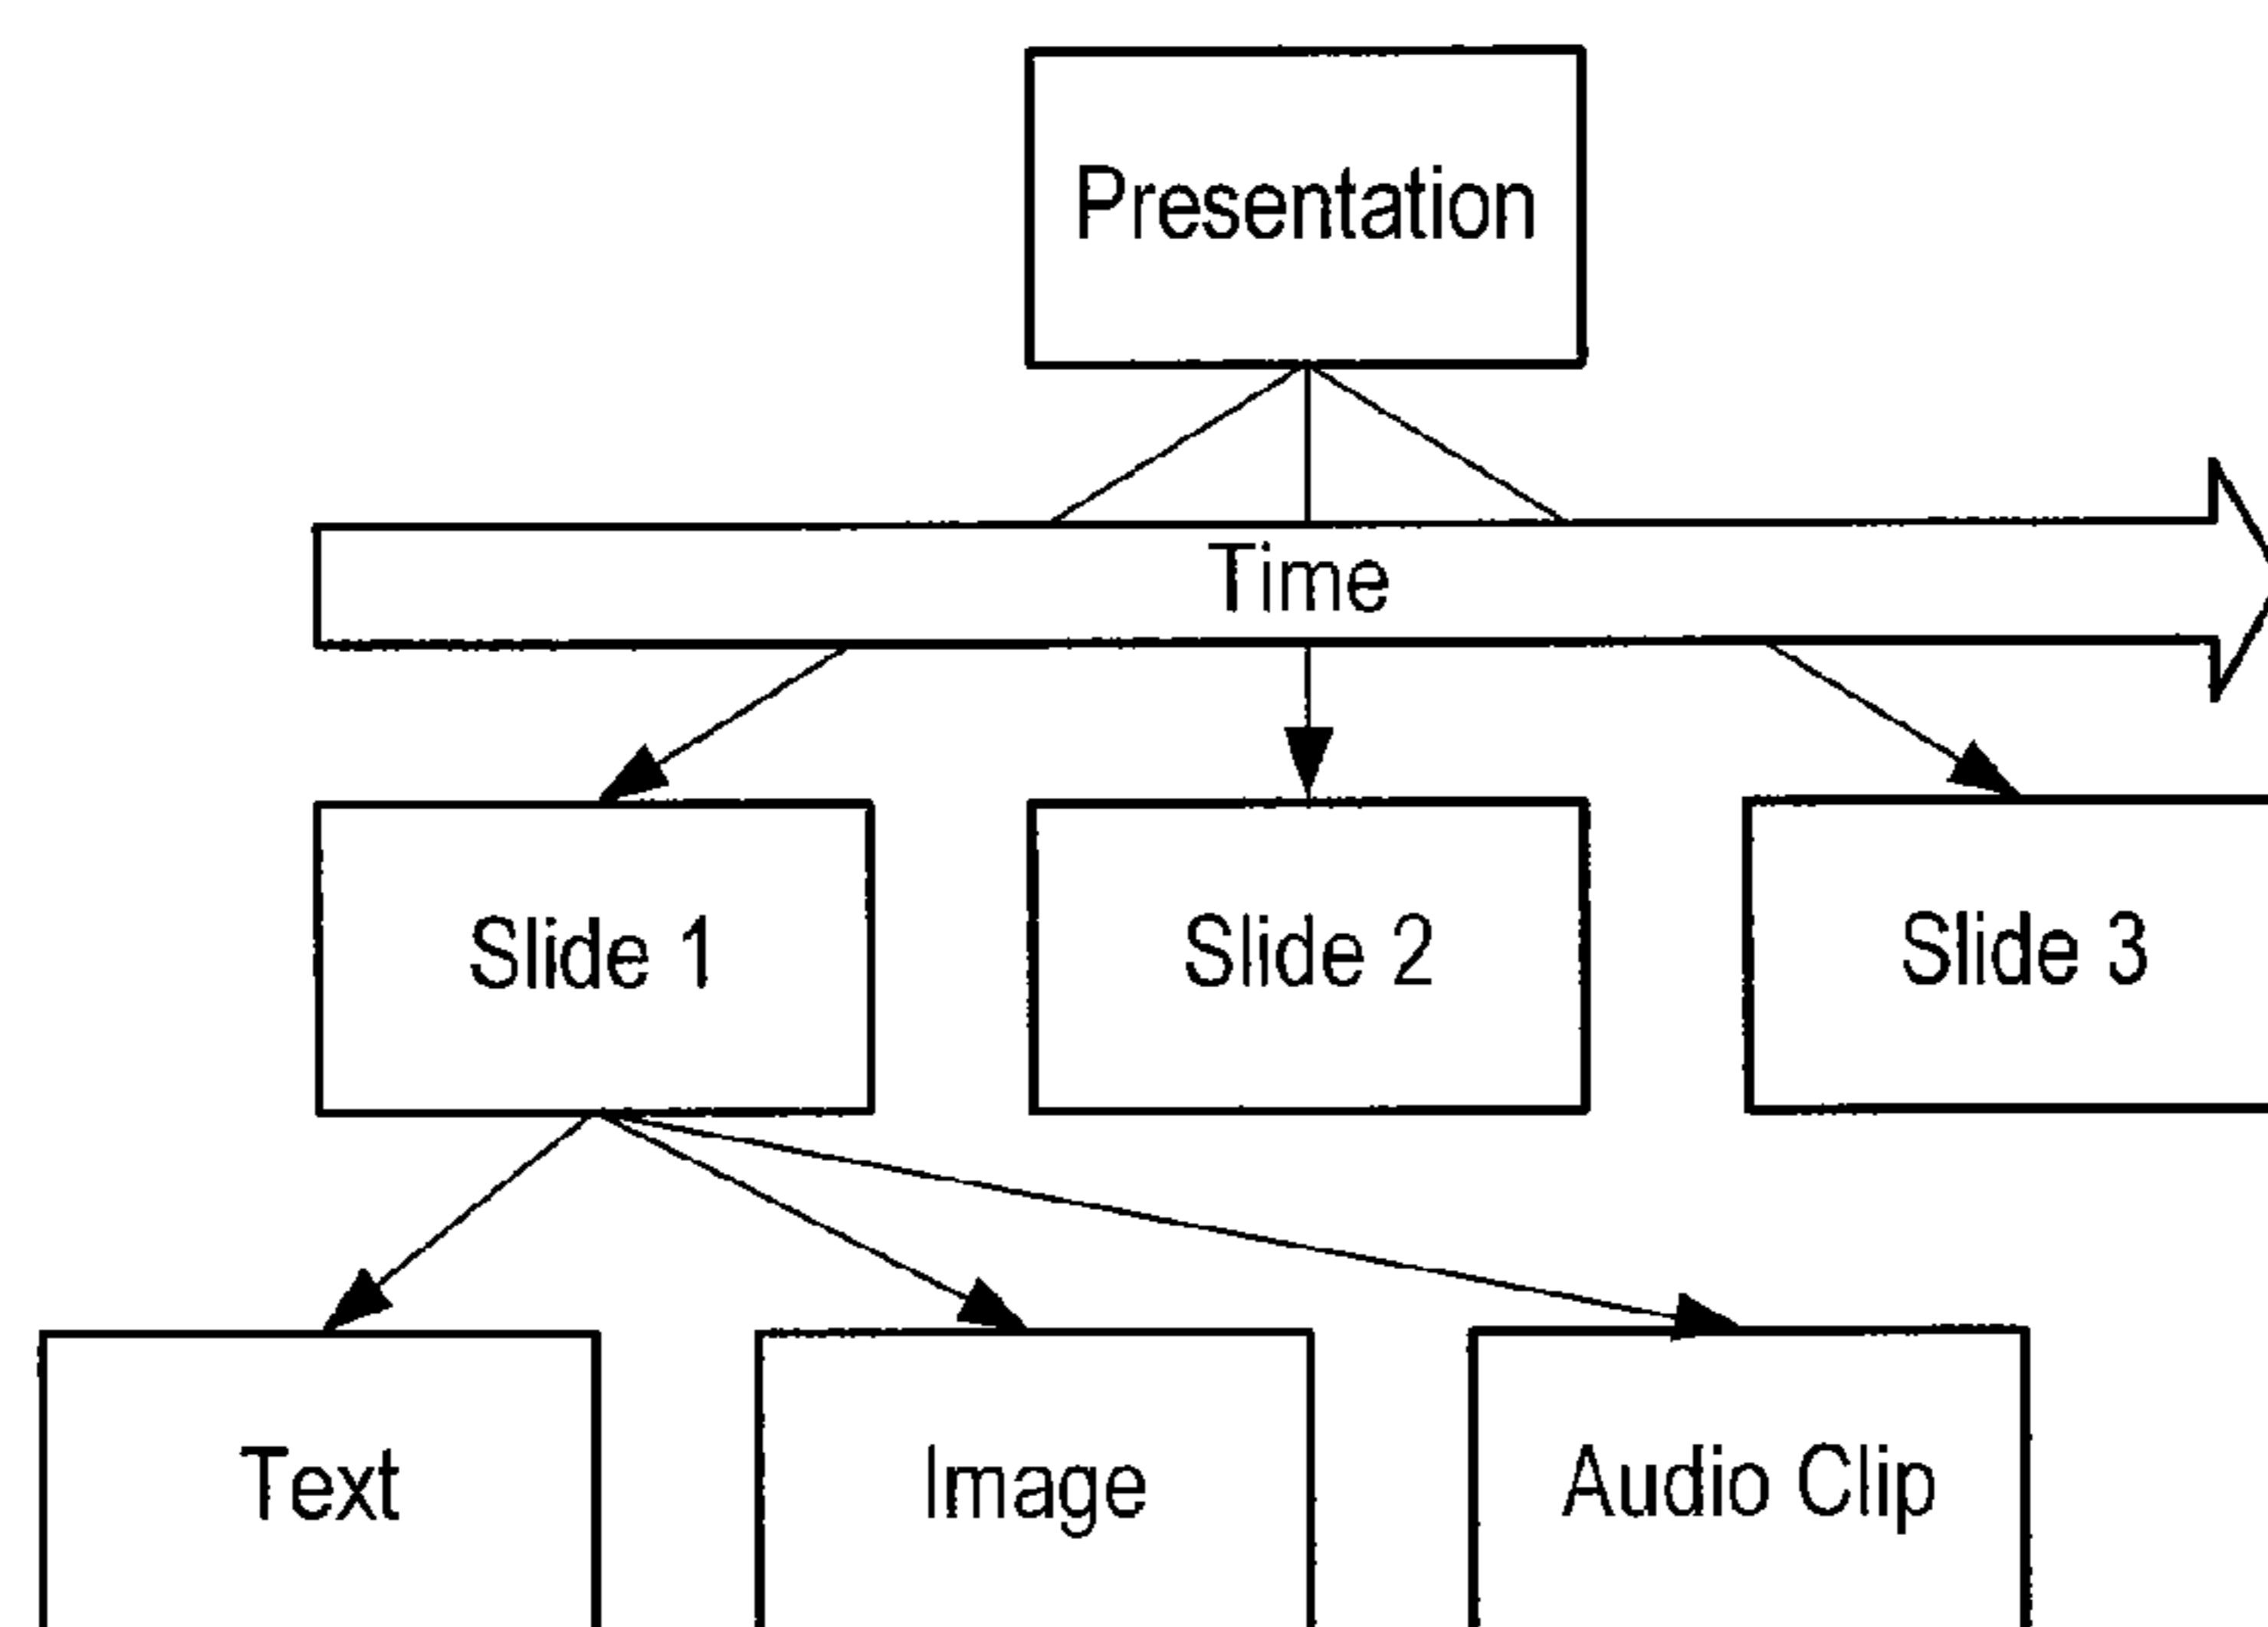 Presentation
Time
Slide 1
Slide 2
Slide 3
Text
Image
Audio Clip